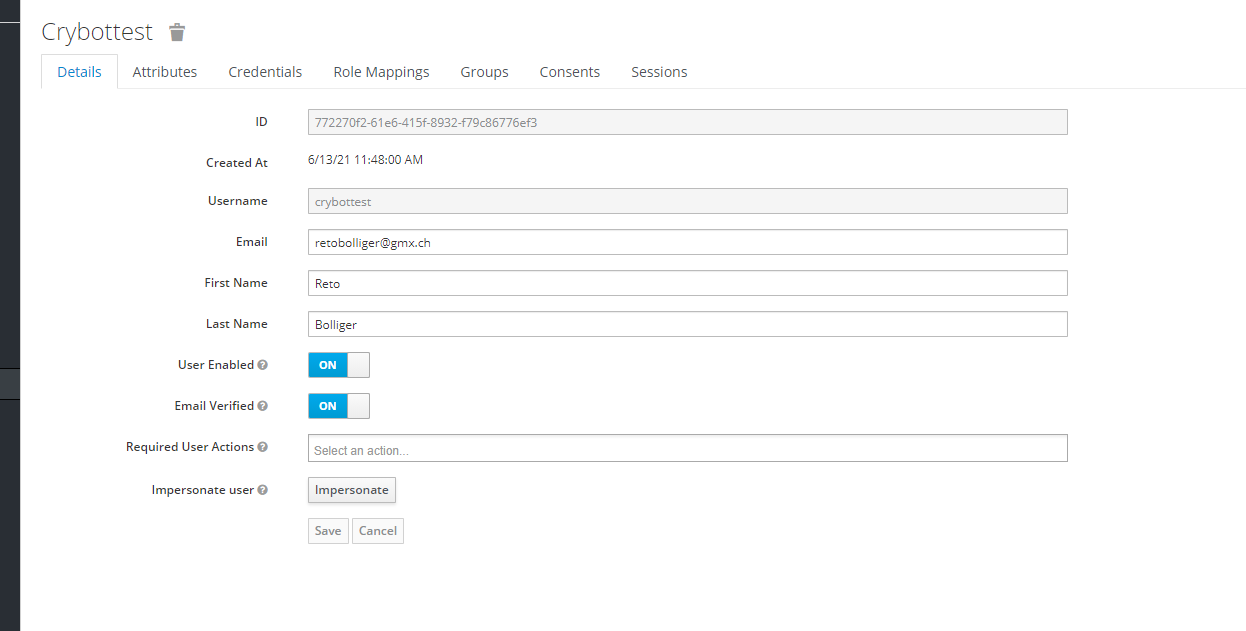 Crybottest
Details Attributes Credentials Role Mappings Groups Consents Sessions
ID 772270f2-61e6-415f-8932-f79c86776ef3
Created At 6/13/21 11:48:00 AM
Username crybottest
Email retobolliger@gmx.ch
First Name Reto
Last Name Bolliger
User Enabled ON
Email Verified ON
Required User Actions Select an action...
Impersonate user Impersonate
Save Cancel